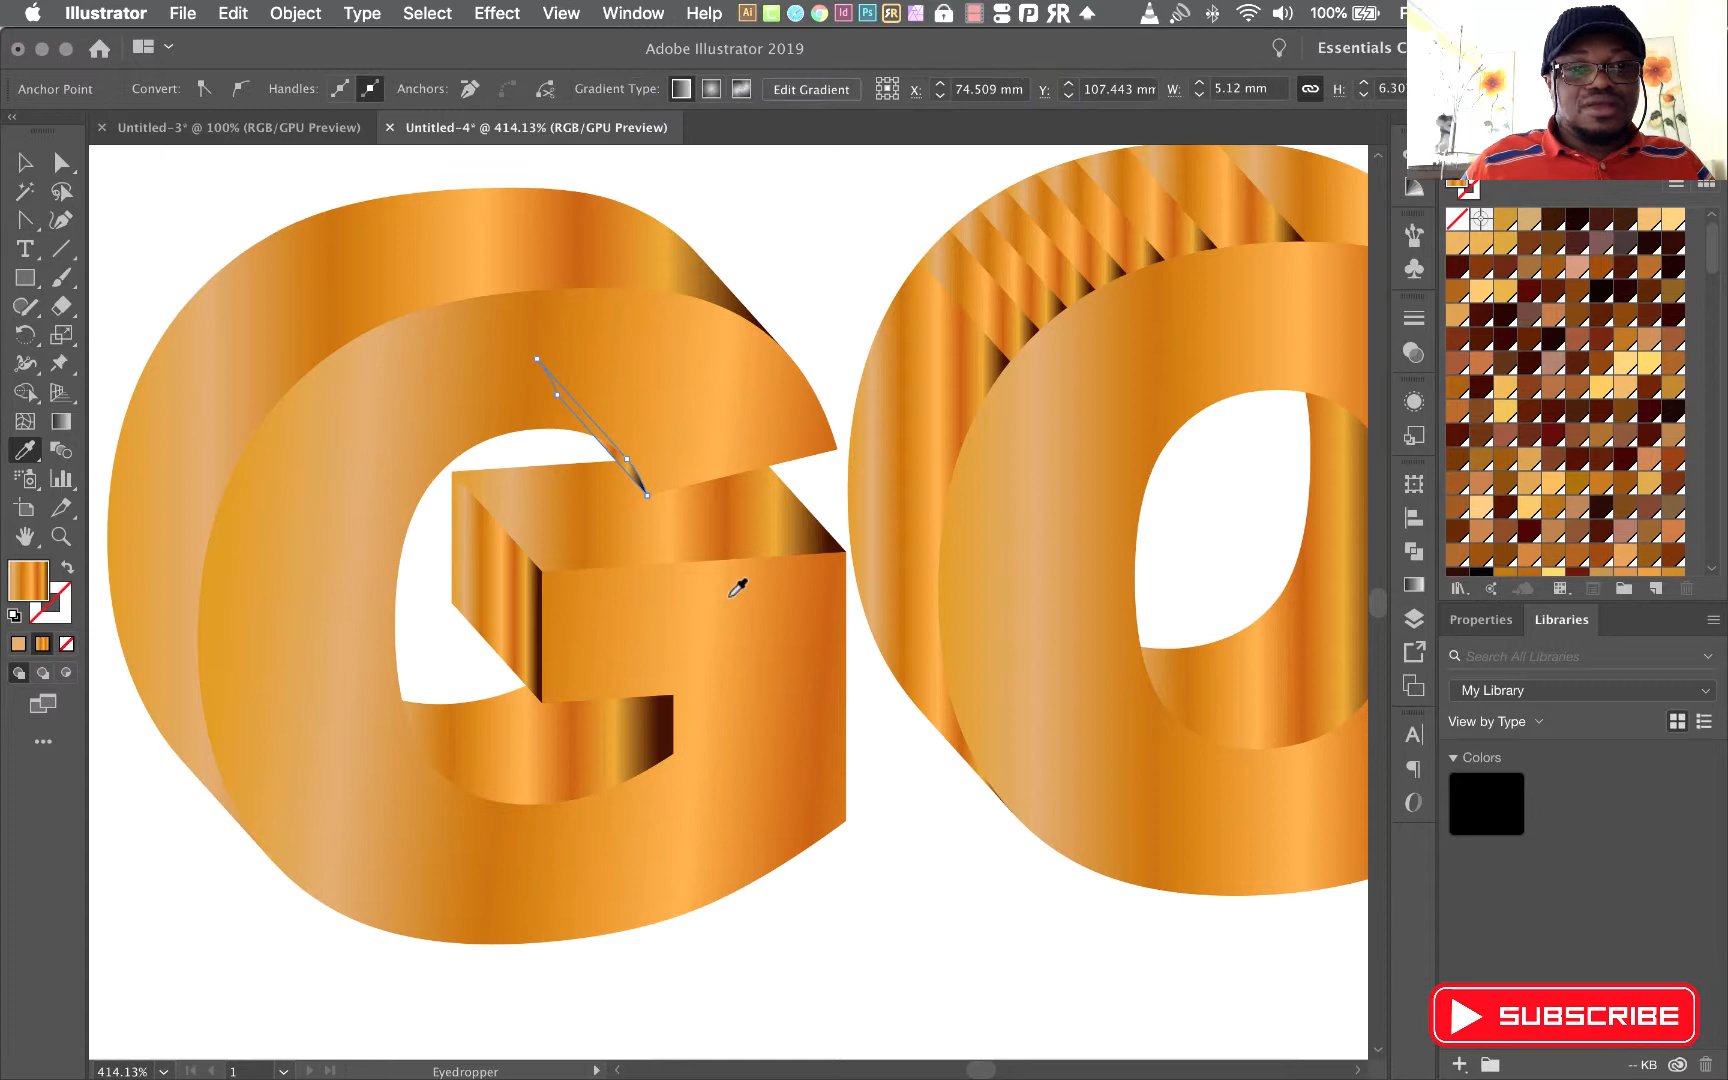 Illustrator File Edit Object Type Select Effect View Window Help 100%
Adobe Illustrator 2019
Essentials C
Anchor Point Convert: Handles: Anchors: Gradient Type: Edit Gradient X: 74.509 mm Y: 107.443 mm W: 5.12 mm H: 6.30
Untitled-3* @ 100% (RGB/GPU Preview) Untitled-4* @ 414.13% (RGB/GPU Preview)
GO
Properties Libraries
Search All Libraries
My Library
View by Type
Colors
SUBSCRIBE
-- KB
414.13% 1 Eyedropper